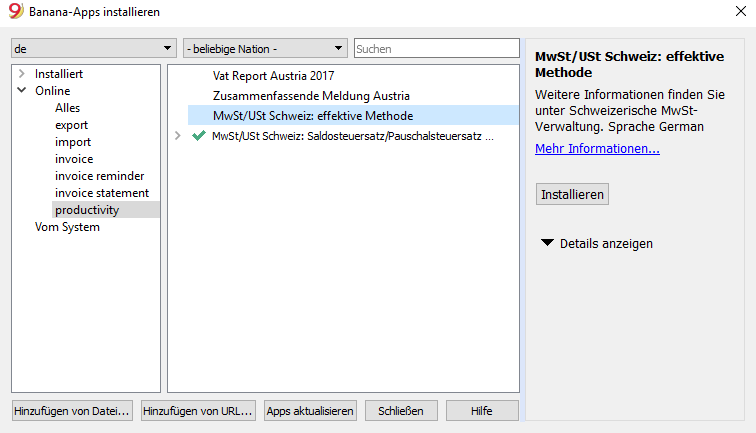 Banana-Apps installieren
de
- beliebige Nation -
Suchen
Installiert
Online
Alles
export
import
invoice
invoice reminder
invoice statement
productivity
Vom System
Vat Report Austria 2017
Zusammenfassende Meldung Austria
MwSt/USt Schweiz: effektive Methode
MwSt/USt Schweiz: Saldosteuersatz/Pauschalsteuersatz ...
MwSt/USt Schweiz: effektive
Methode
Weitere Informationen finden Sie
unter Schweizerische MwSt-
Verwaltung. Sprache German
Mehr Informationen...
Installieren
Details anzeigen
Hinzufügen von Datei...
Hinzufügen von URL...
Apps aktualisieren
Schließen
Hilfe